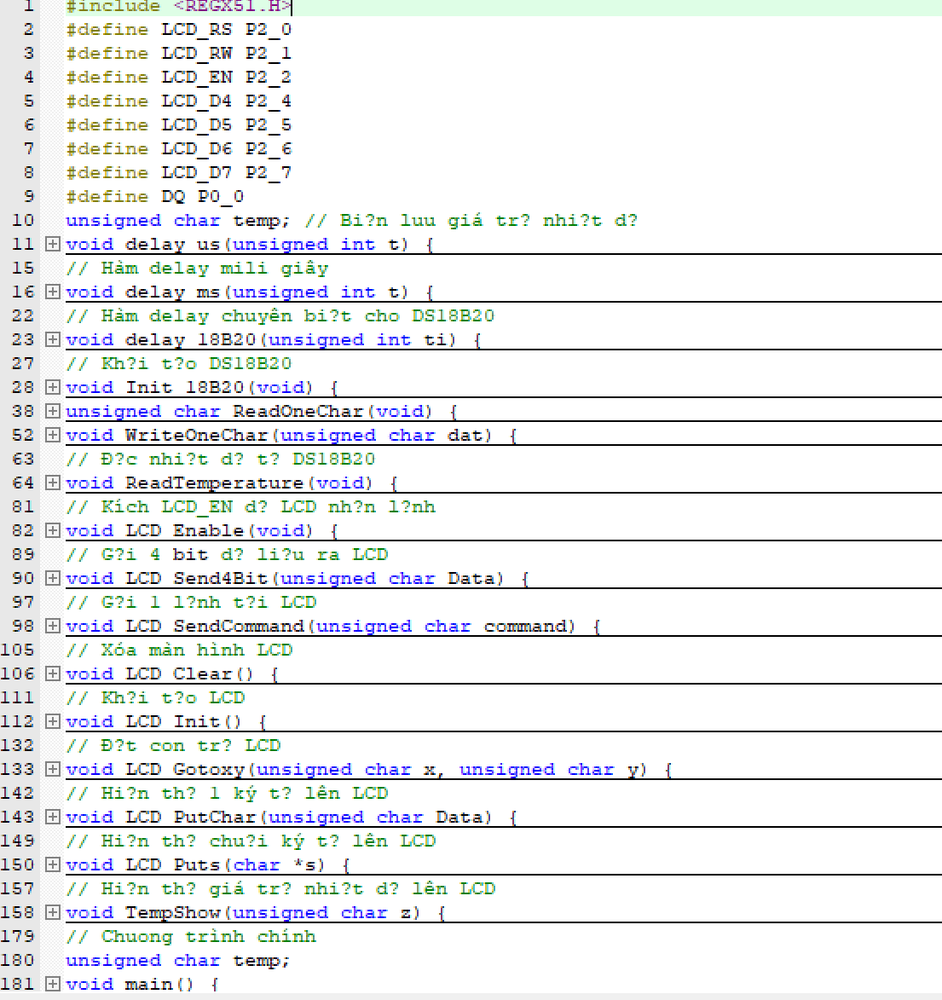 1 #include <REGX51.H>
2 #define LCD_RS P2_0
3 #define LCD_RW P2_1
4 #define LCD_EN P2_2
5 #define LCD_D4 P2_4
6 #define LCD_D5 P2_5
7 #define LCD_D6 P2_6
8 #define LCD_D7 P2_7
9 #define DQ P0_0
10 unsigned char temp; // Bi?n luu giá tr? nhi?t d?
11 void delay_us(unsigned int t) {
15 // Hàm delay mili giây
16 void delay_ms(unsigned int t) {
22 // Hàm delay chuyên bi?t cho DS18B20
23 void delay_18B20(unsigned int ti) {
27 // Kh?i t?o DS18B20
28 void Init_18B20(void) {
38 unsigned char ReadOneChar(void) {
52 void WriteOneChar(unsigned char dat) {
63 // Đ?c nhi?t d? t? DS18B20
64 void ReadTemperature(void) {
81 // Kích LCD_EN d? LCD nh?n l?nh
82 void LCD_Enable(void) {
89 // G?i 4 bit d? li?u ra LCD
90 void LCD_Send4Bit(unsigned char Data) {
97 // G?i 1 l?nh t?i LCD
98 void LCD_SendCommand(unsigned char command) {
105 // Xóa màn hình LCD
106 void LCD_Clear() {
111 // Kh?i t?o LCD
112 void LCD_Init() {
132 // Đ?t con tr? LCD
133 void LCD_Gotoxy(unsigned char x, unsigned char y) {
142 // Hi?n th? 1 ký t? lên LCD
143 void LCD_PutChar(unsigned char Data) {
149 // Hi?n th? chu?i ký t? lên LCD
150 void LCD_Puts(char *s) {
157 // Hi?n th? giá tr? nhi?t d? lên LCD
158 void TempShow(unsigned char z) {
179 // Chuong trình chính
180 unsigned char temp;
181 void main() {